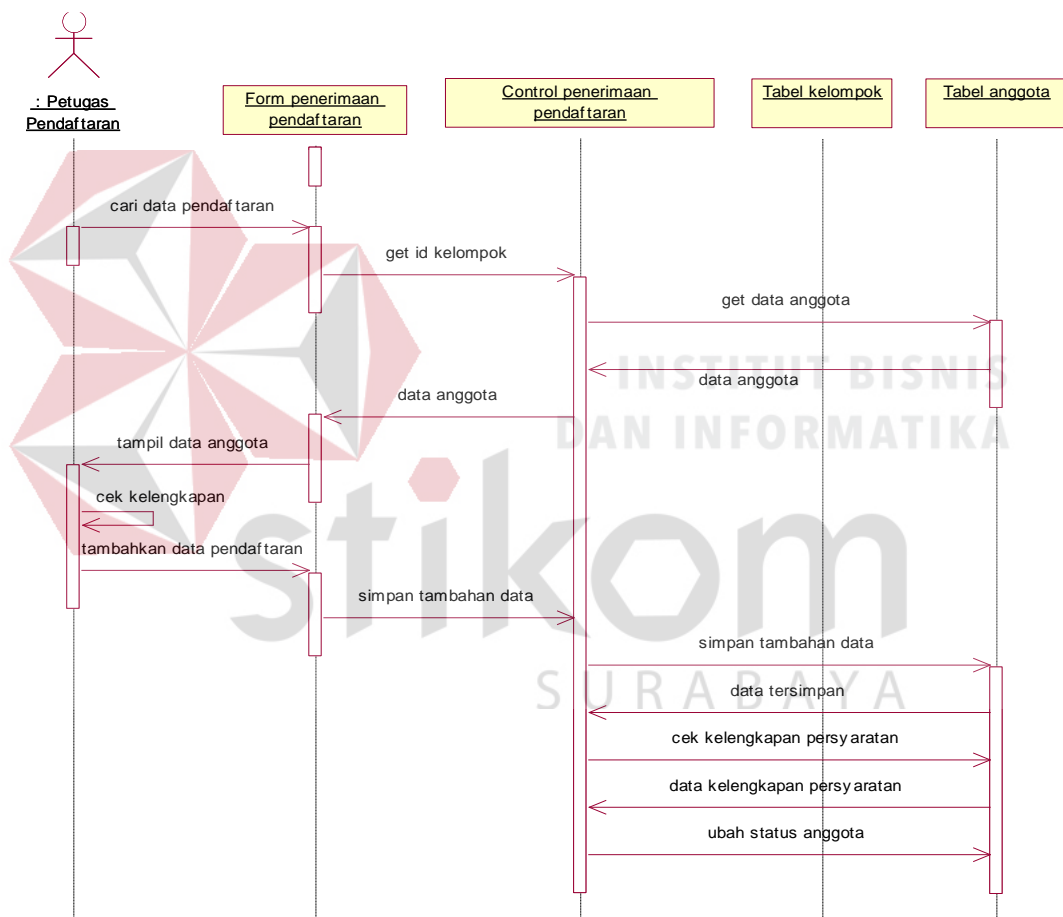 : Petugas
Pendaftaran
Form penerimaan
pendaftaran
Control penerimaan
pendaftaran
Tabel kelompok
Tabel anggota
cari data pendaftaran
get id kelompok
get data anggota
INSTITUT BISNIS
data anggota
data anggota
DAN INFORMATIKA
tampil data anggota
cek kelengkapan
stikom
tambahkan data pendaftaran
simpan tambahan data
simpan tambahan data
SURABAYA
data tersimpan
cek kelengkapan persyaratan
data kelengkapan persyaratan
ubah status anggota